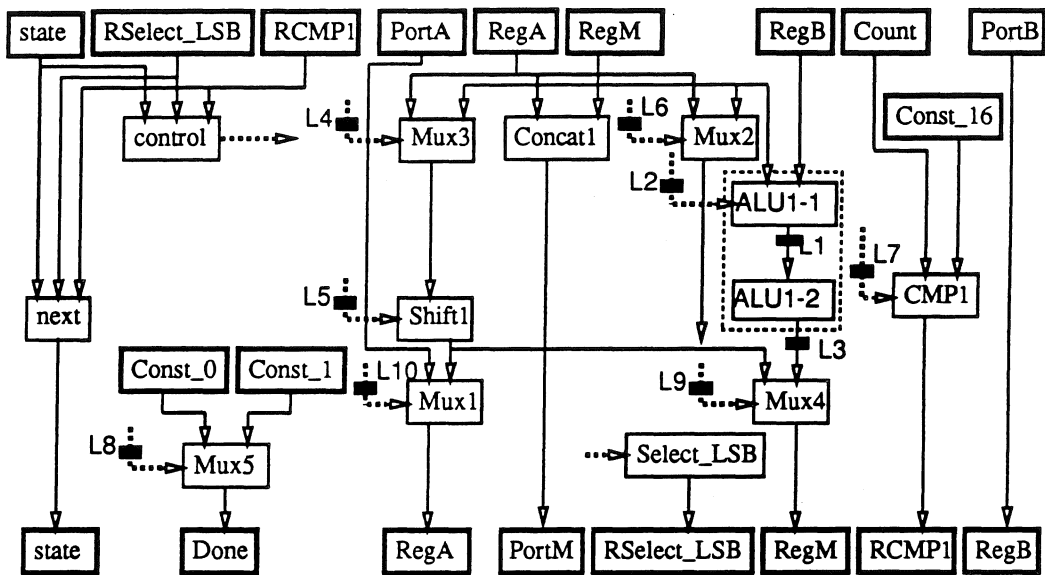 state RSelect_LSB RCMP1 PortA RegA RegM RegB Count PortB
L4 L6 Const_16
control Mux3 Concat1 Mux2
L2 ALU1-1
L1 L7
L5 ALU1-2 CMP1
next Shift1
L3
Const_0 Const_1 L10 L9
Mux1 Mux4
L8 Mux5 Select_LSB
state Done RegA PortM RSelect_LSB RegM RCMP1 RegB